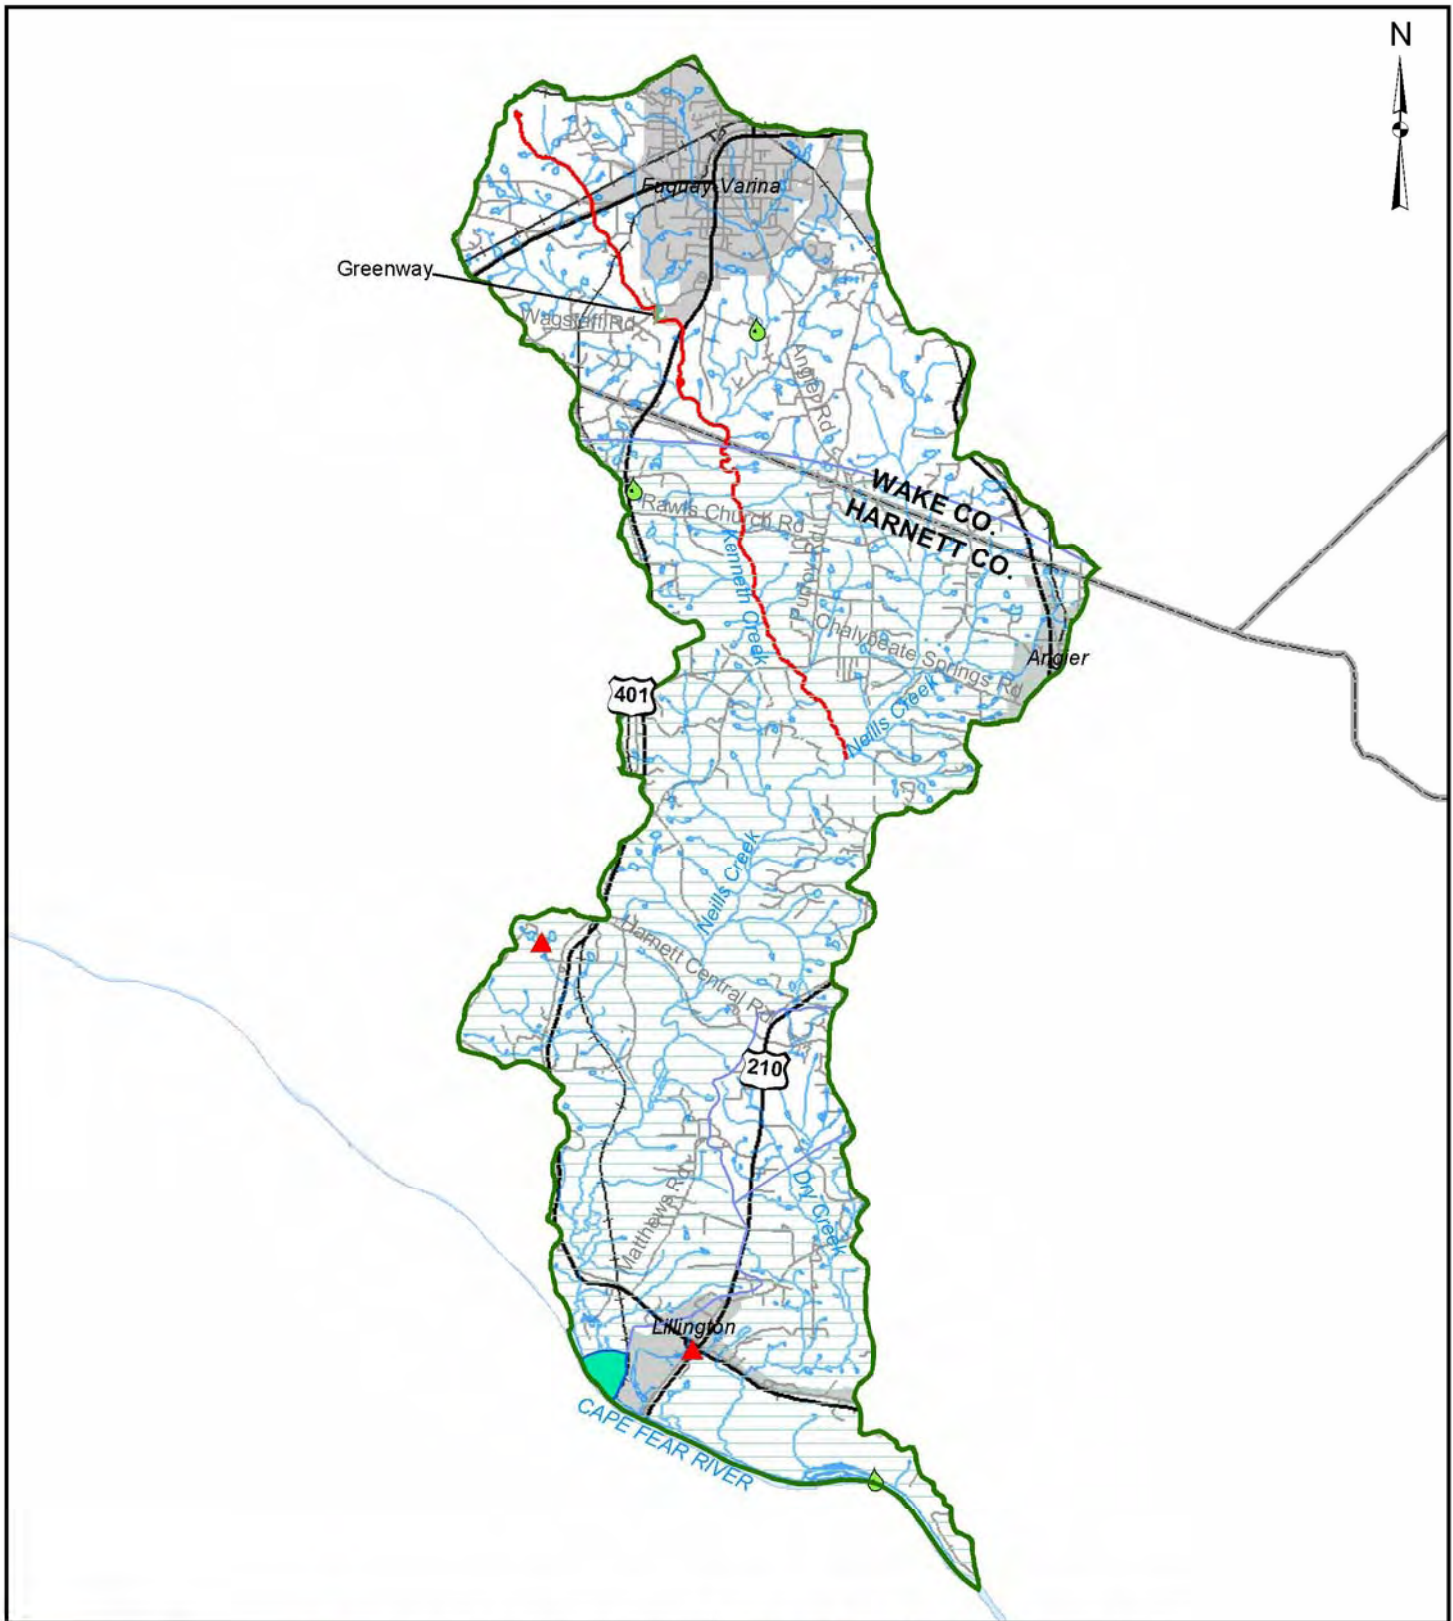 N
Fuquay-Varina
Greenway
Wagstaff Rd
Angier Rd
WAKE CO.
HARNETT CO.
Rawls Church Rd
Kenneth Creek
Chalybeate Springs Rd
Angier
401
Neills Creek
Neills Creek
Harnett Central Rd
210
Dry Creek
Matthews Rd
Lillington
CAPE FEAR RIVER